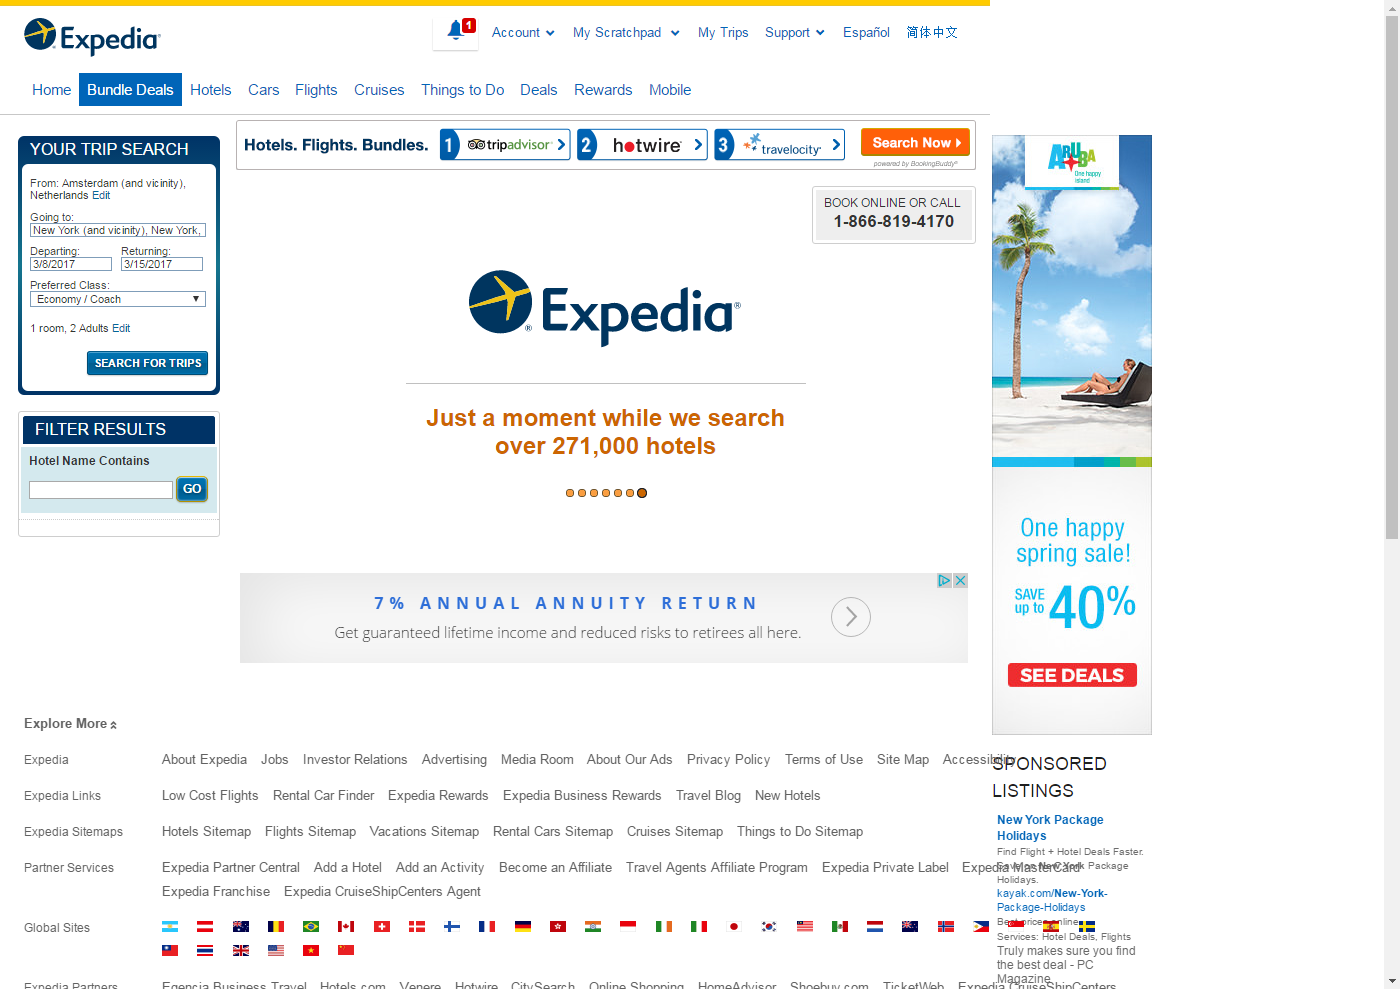 Expedia
1
Account
My Scratchpad
My Trips
Support
Español
简体中文
Home
Bundle Deals
Hotels
Cars
Flights
Cruises
Things to Do
Deals
Rewards
Mobile
YOUR TRIP SEARCH
From: Amsterdam (and vicinity),
Netherlands Edit
Going to:
New York (and vicinity), New York,
Departing: Returning:
3/8/2017 3/15/2017
Preferred Class:
Economy / Coach
1 room, 2 Adults Edit
SEARCH FOR TRIPS
FILTER RESULTS
Hotel Name Contains
GO
Hotels. Flights. Bundles. 1 tripadvisor 2 hotwire 3 travelocity Search Now
powered by BookingBuddy
BOOK ONLINE OR CALL
1-866-819-4170
Expedia®
Just a moment while we search
over 271,000 hotels
7% ANNUAL ANNUITY RETURN
Get guaranteed lifetime income and reduced risks to retirees all here.
ARUBA
One happy
island
One happy
spring sale!
SAVE
up to 40%
SEE DEALS
SPONSORED
LISTINGS
New York Package
Holidays
Find Flight + Hotel Deals Faster.
Save on New York Package
Holidays.
kayak.com/New-York-
Package-Holidays
Best prices online
Services: Hotel Deals, Flights
Truly makes sure you find
the best deal - PC
Magazine
Explore More
Expedia About Expedia Jobs Investor Relations Advertising Media Room About Our Ads Privacy Policy Terms of Use Site Map Accessibility
Expedia Links Low Cost Flights Rental Car Finder Expedia Rewards Expedia Business Rewards Travel Blog New Hotels
Expedia Sitemaps Hotels Sitemap Flights Sitemap Vacations Sitemap Rental Cars Sitemap Cruises Sitemap Things to Do Sitemap
Partner Services Expedia Partner Central Add a Hotel Add an Activity Become an Affiliate Travel Agents Affiliate Program Expedia Private Label Expedia MasterCard
Expedia Franchise Expedia CruiseShipCenters Agent
Global Sites
Expedia Partners Egencia Business Travel Hotels.com Venere Hotwire CitySearch Online Shopping HomeAdvisor Shoebuy.com TicketWeb Expedia CruiseShipCenters